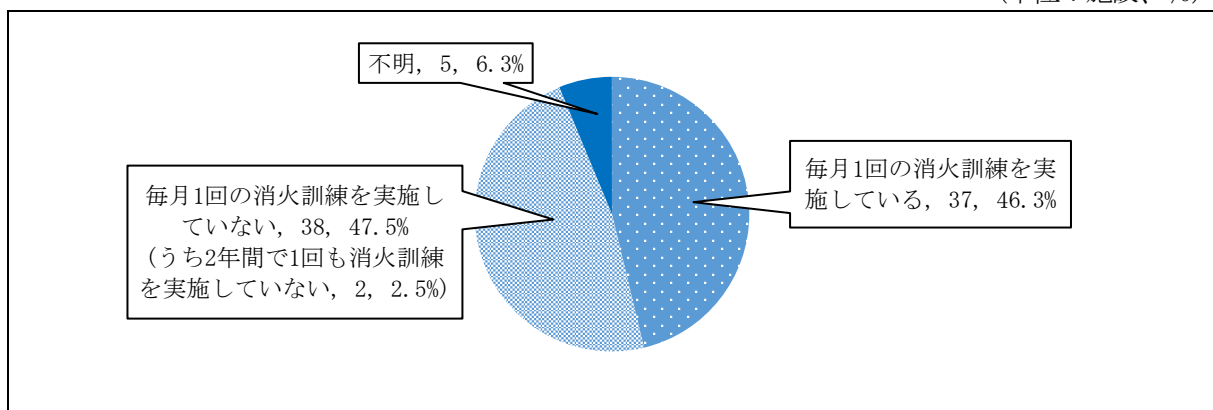 不明, 5, 6.3%
毎月1回の消火訓練を実
施している, 37, 46.3%
毎月1回の消火訓練を実施し
ていない, 38, 47.5%
(うち2年間で1回も消火訓練
を実施していない, 2, 2.5%)